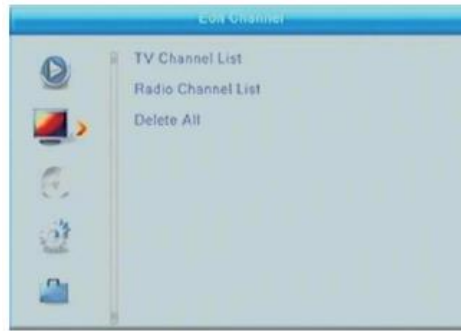 Edit Channel
TV Channel List
Radio Channel List
Delete All